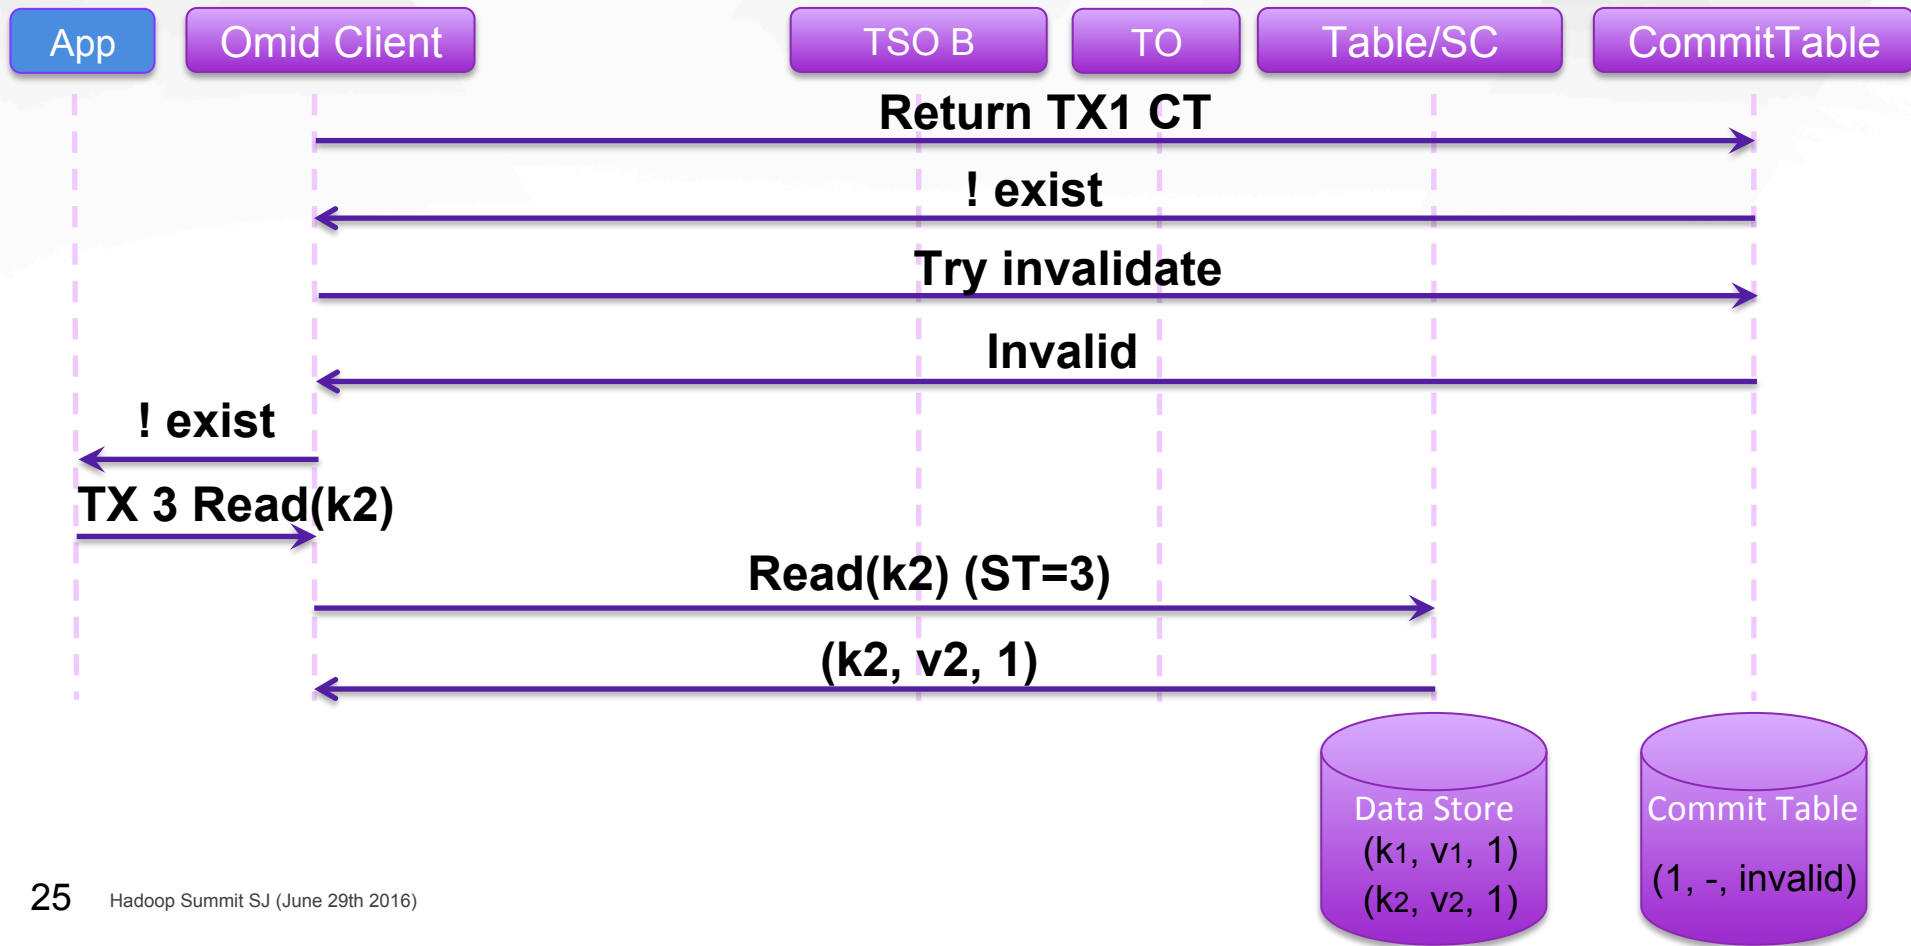 App
Omid Client
TSO B
TO
Table/SC
CommitTable
Return TX1 CT
! exist
Try invalidate
Invalid
! exist
TX 3 Read(k2)
Read(k2) (ST=3)
(k2, v2, 1)
Data Store
(k1, v1, 1)
(k2, v2, 1)
Commit Table
(1, -, invalid)
25 Hadoop Summit SJ (June 29th 2016)